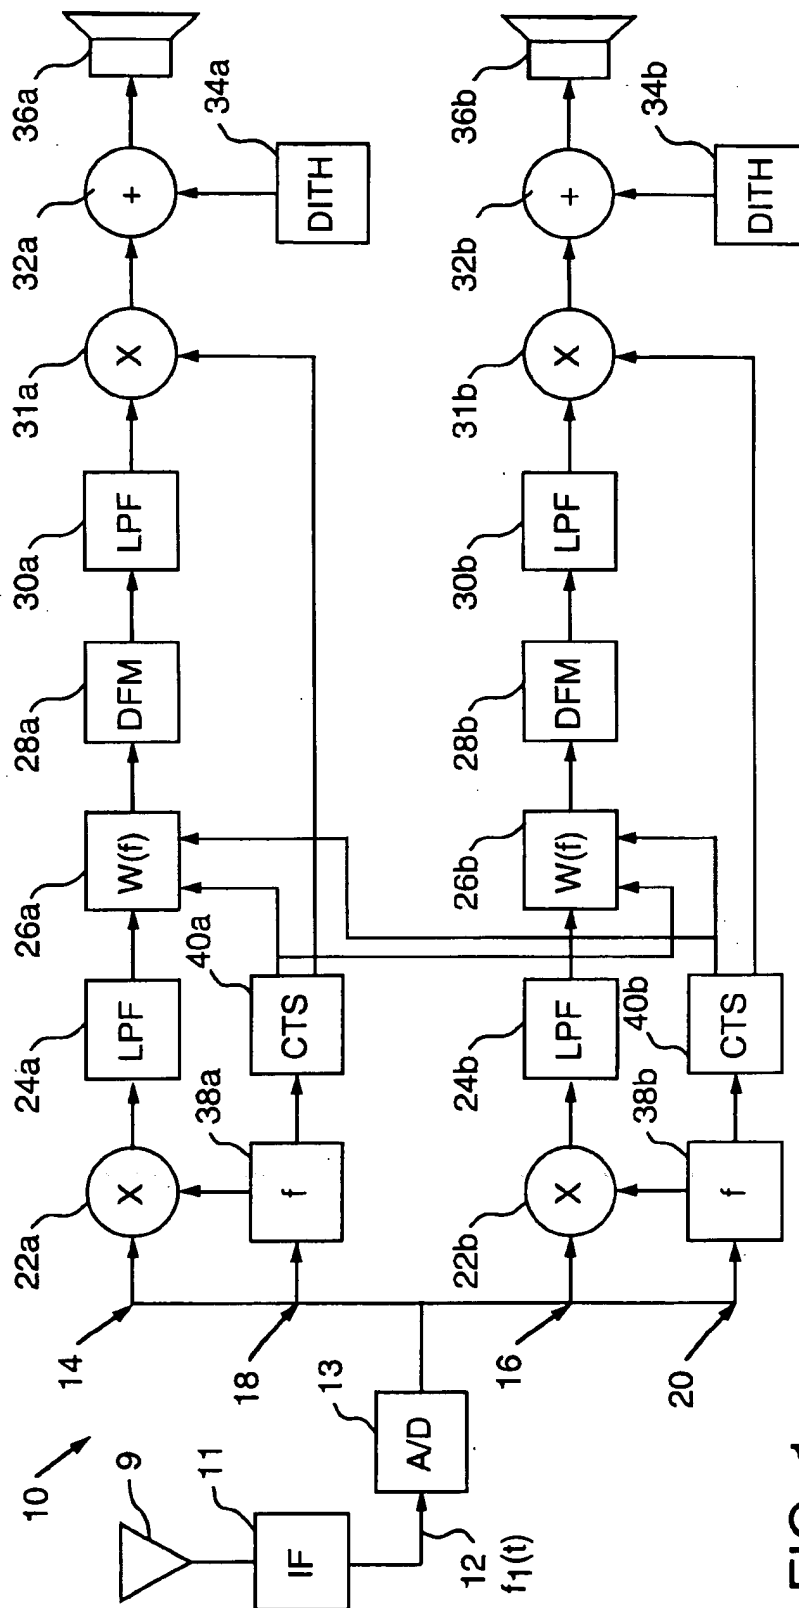 10
9
11
IF
12
f1(t)
13
A/D
14
18
16
20
22a
X
24a
LPF
26a
W(f)
28a
DFM
30a
LPF
31a
X
32a
+
34a
DITH
36a
38a
f
40a
CTS
22b
X
24b
LPF
26b
W(f)
28b
DFM
30b
LPF
31b
X
32b
+
34b
DITH
36b
38b
f
40b
CTS